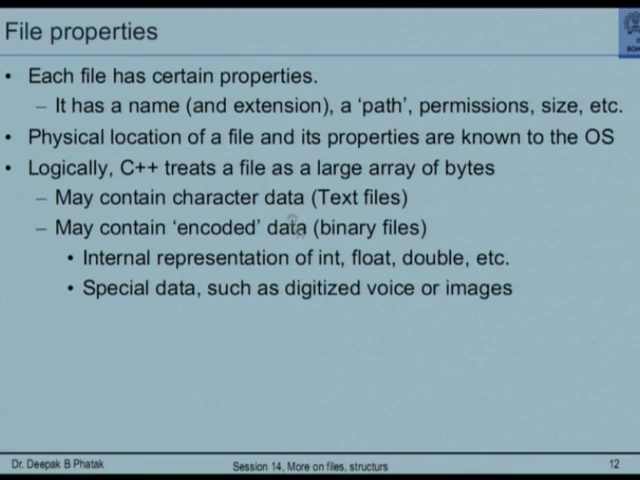 File properties
• Each file has certain properties.
– It has a name (and extension), a ‘path’, permissions, size, etc.
• Physical location of a file and its properties are known to the OS
• Logically, C++ treats a file as a large array of bytes
– May contain character data (Text files)
– May contain ‘encoded’ data (binary files)
• Internal representation of int, float, double, etc.
• Special data, such as digitized voice or images
Dr. Deepak B Phatak
Session 14, More on files, structurs
12